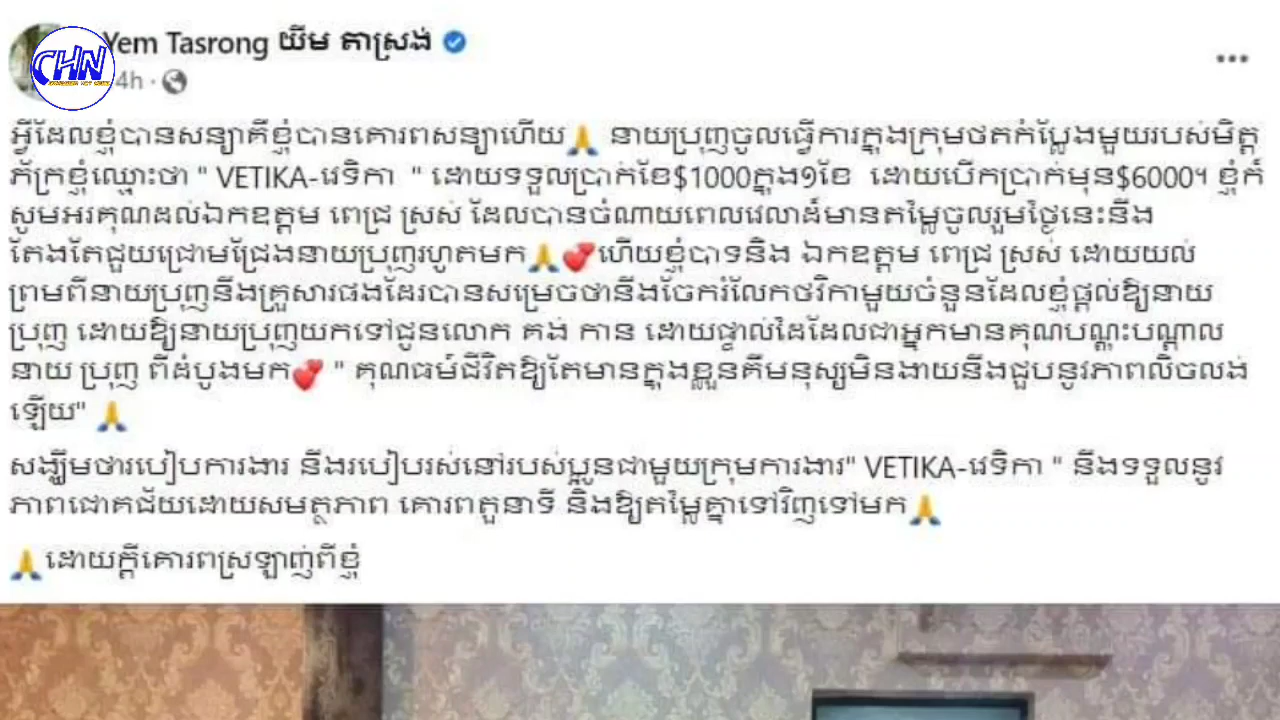 CHN
Yem Tasrong យីម តាស្រង់
4h ·
អ្វីដែលខ្ញុំបានសន្យាគឺខ្ញុំបានគោរពសន្យាហើយ🙏 នាយប្រុញចូលធ្វើការក្នុងក្រុមថតកំប្លែងមួយរបស់មិត្ត
ភ័ក្រខ្ញុំឈ្មោះថា " VETIKA-វេទិកា " ដោយទទួលប្រាក់ខែ$1000ក្នុង១ខែ ដោយបើកប្រាក់មុន$6000។ ខ្ញុំក៏
សូមអរគុណដល់ឯកឧត្តម ពេជ្រ ស្រស់ ដែលបានចំណាយពេលវេលាដ៏មានតម្លៃចូលរួមថ្ងៃនេះនឹង
តែងតែជួយជ្រោមជ្រែងនាយប្រុញរហូតមក🙏💕ហើយខ្ញុំបាទនិង ឯកឧត្តម ពេជ្រ ស្រស់ ដោយយល់
ព្រមពីនាយប្រុញនឹងគ្រួសារផងដែរបានសម្រេចថានឹងចែករំលែកថវិកាមួយចំនួនដែលខ្ញុំផ្តល់ឱ្យនាយ
ប្រុញ ដោយឱ្យនាយប្រុញយកទៅជូនលោក គង់ កាន ដោយផ្ទាល់ដៃដែលជាអ្នកមានគុណបណ្តុះបណ្តាល
នាយ ប្រុញ ពីដំបូងមក💕 " គុណធម៍ជីវិតឱ្យតែមានក្នុងខ្លួនគឺមនុស្សមិនងាយនឹងជួបនូវភាពលិចលង់
ឡើយ" 🙏
សង្ឃឹមថារបៀបការងារ នឹងរបៀបរស់នៅរបស់ប្អូនជាមួយក្រុមការងារ" VETIKA-វេទិកា " នឹងទទួលនូវ
ភាពជោគជ័យដោយសមត្ថភាព គោរពតួនាទី និងឱ្យតម្លៃគ្នាទៅវិញទៅមក🙏
🙏ដោយក្តីគោរពស្រឡាញ់ពីខ្ញុំ